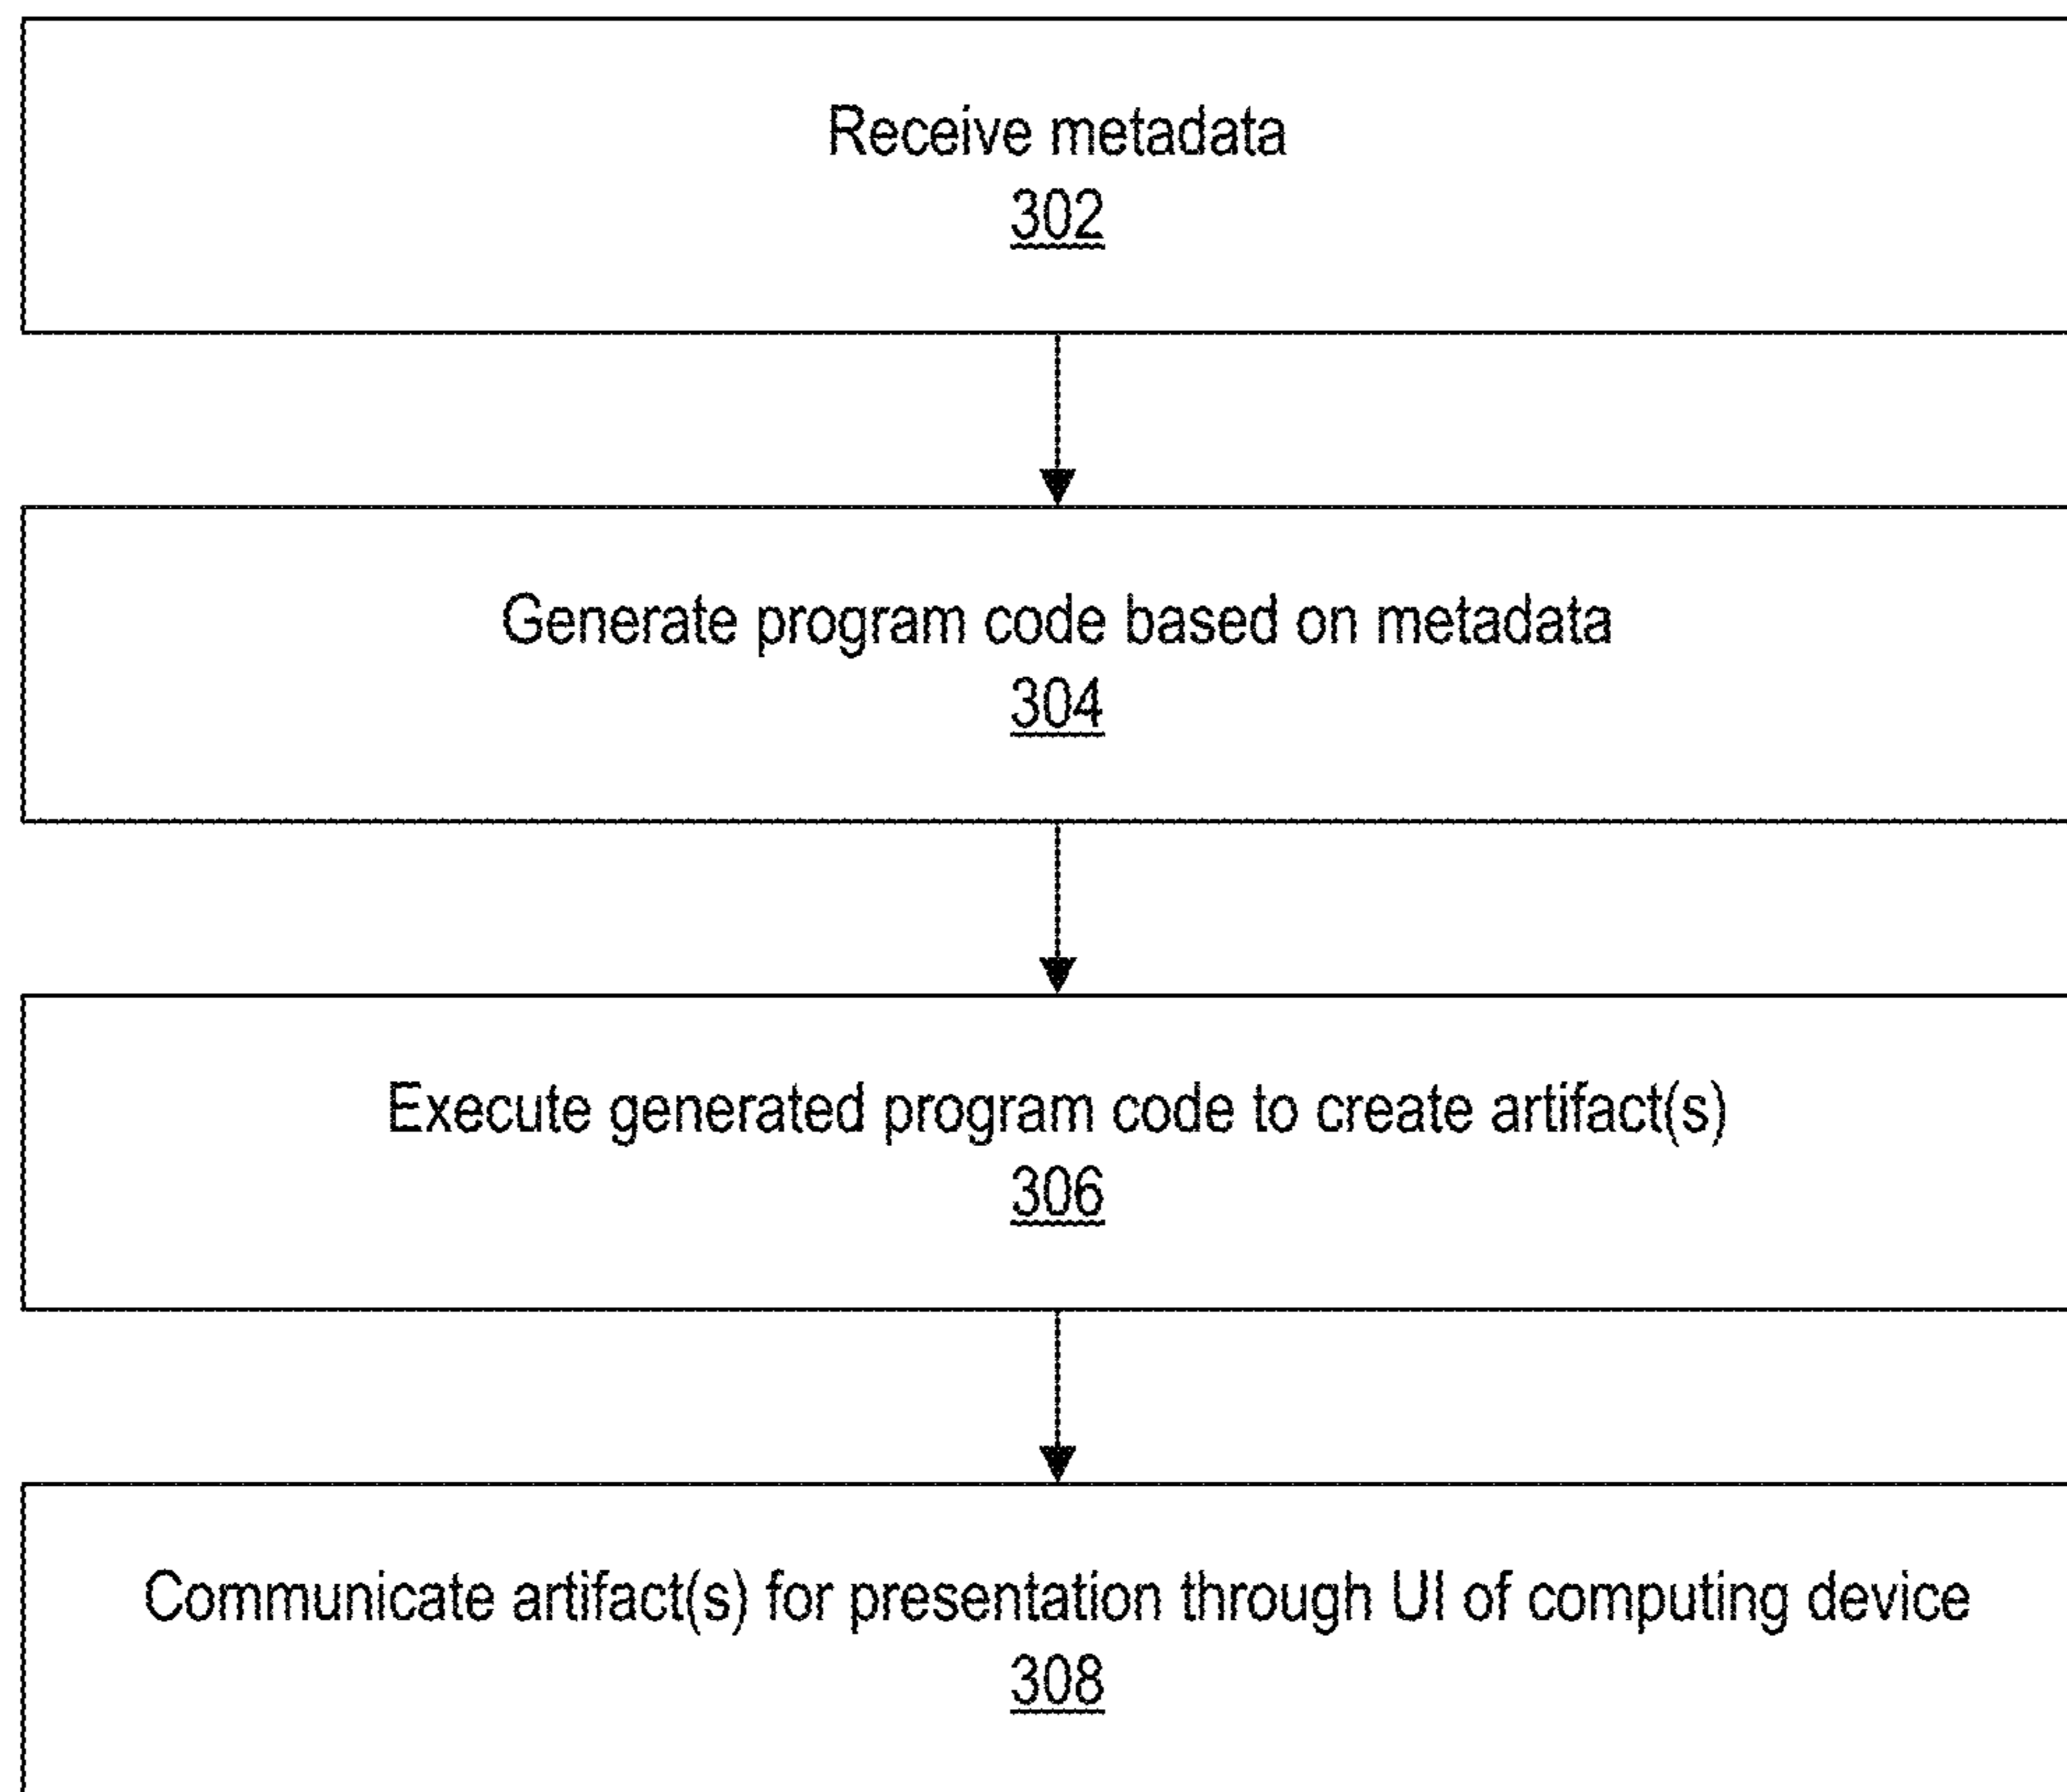 Receive metadata
302
Generate program code based on metadata
304
Execute generated program code to create artifact(s)
306
Communicate artifact(s) for presentation through UI of computing device
308